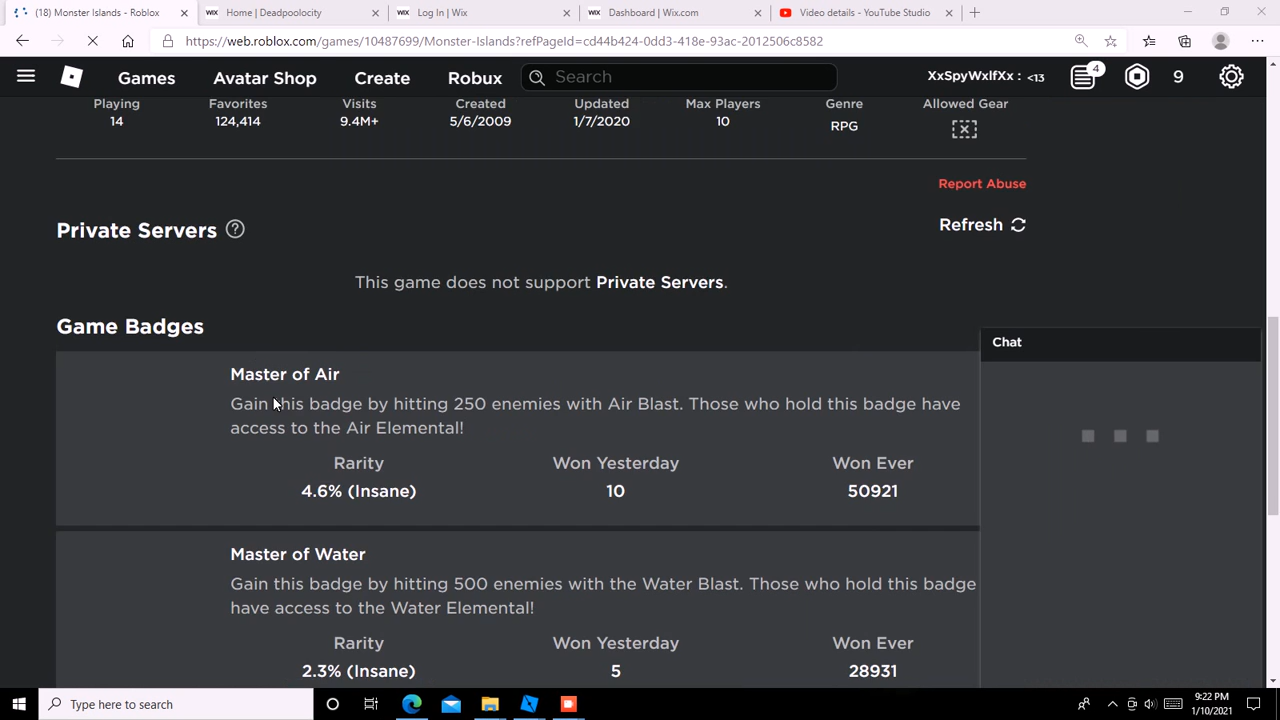 (18) Monster Islands - Roblox
WIX Home | Deadpoolocity
WIX Log In | Wix
WIX Dashboard | Wix.com
Video details - YouTube Studio
https://web.roblox.com/games/10487699/Monster-Islands?refPageId=cd44b424-0dd3-418e-93ac-2012506c8582
Games Avatar Shop Create Robux Search XxSpyWxlfXx : <13 4 9
Playing Favorites Visits Created Updated Max Players Genre Allowed Gear
14 124,414 9.4M+ 5/6/2009 1/7/2020 10 RPG
Report Abuse
Private Servers ? Refresh
This game does not support Private Servers.
Game Badges
Chat
Master of Air
Gain this badge by hitting 250 enemies with Air Blast. Those who hold this badge have
access to the Air Elemental!
Rarity Won Yesterday Won Ever
4.6% (Insane) 10 50921
Master of Water
Gain this badge by hitting 500 enemies with the Water Blast. Those who hold this badge
have access to the Water Elemental!
Rarity Won Yesterday Won Ever
2.3% (Insane) 5 28931
Type here to search
9:22 PM
1/10/2021